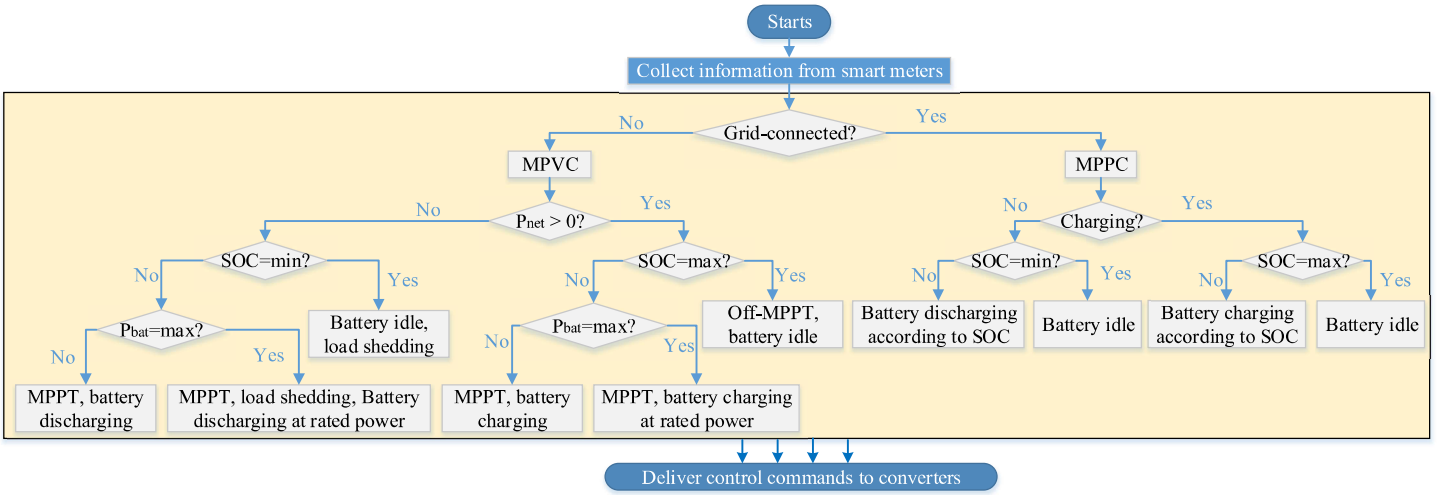 Starts
Collect information from smart meters
Grid-connected?
No
Yes
MPVC
MPPC
Pnet > 0?
No
Yes
Charging?
No
Yes
SOC=min?
No
Yes
SOC=max?
No
Yes
SOC=min?
No
Yes
SOC=max?
No
Yes
Pbat=max?
No
Yes
Battery idle,
load shedding
Pbat=max?
No
Yes
Off-MPPT,
battery idle
Battery discharging
according to SOC
Battery idle
Battery charging
according to SOC
Battery idle
MPPT, battery
discharging
MPPT, load shedding, Battery
discharging at rated power
MPPT, battery
charging
MPPT, battery charging
at rated power
Deliver control commands to converters